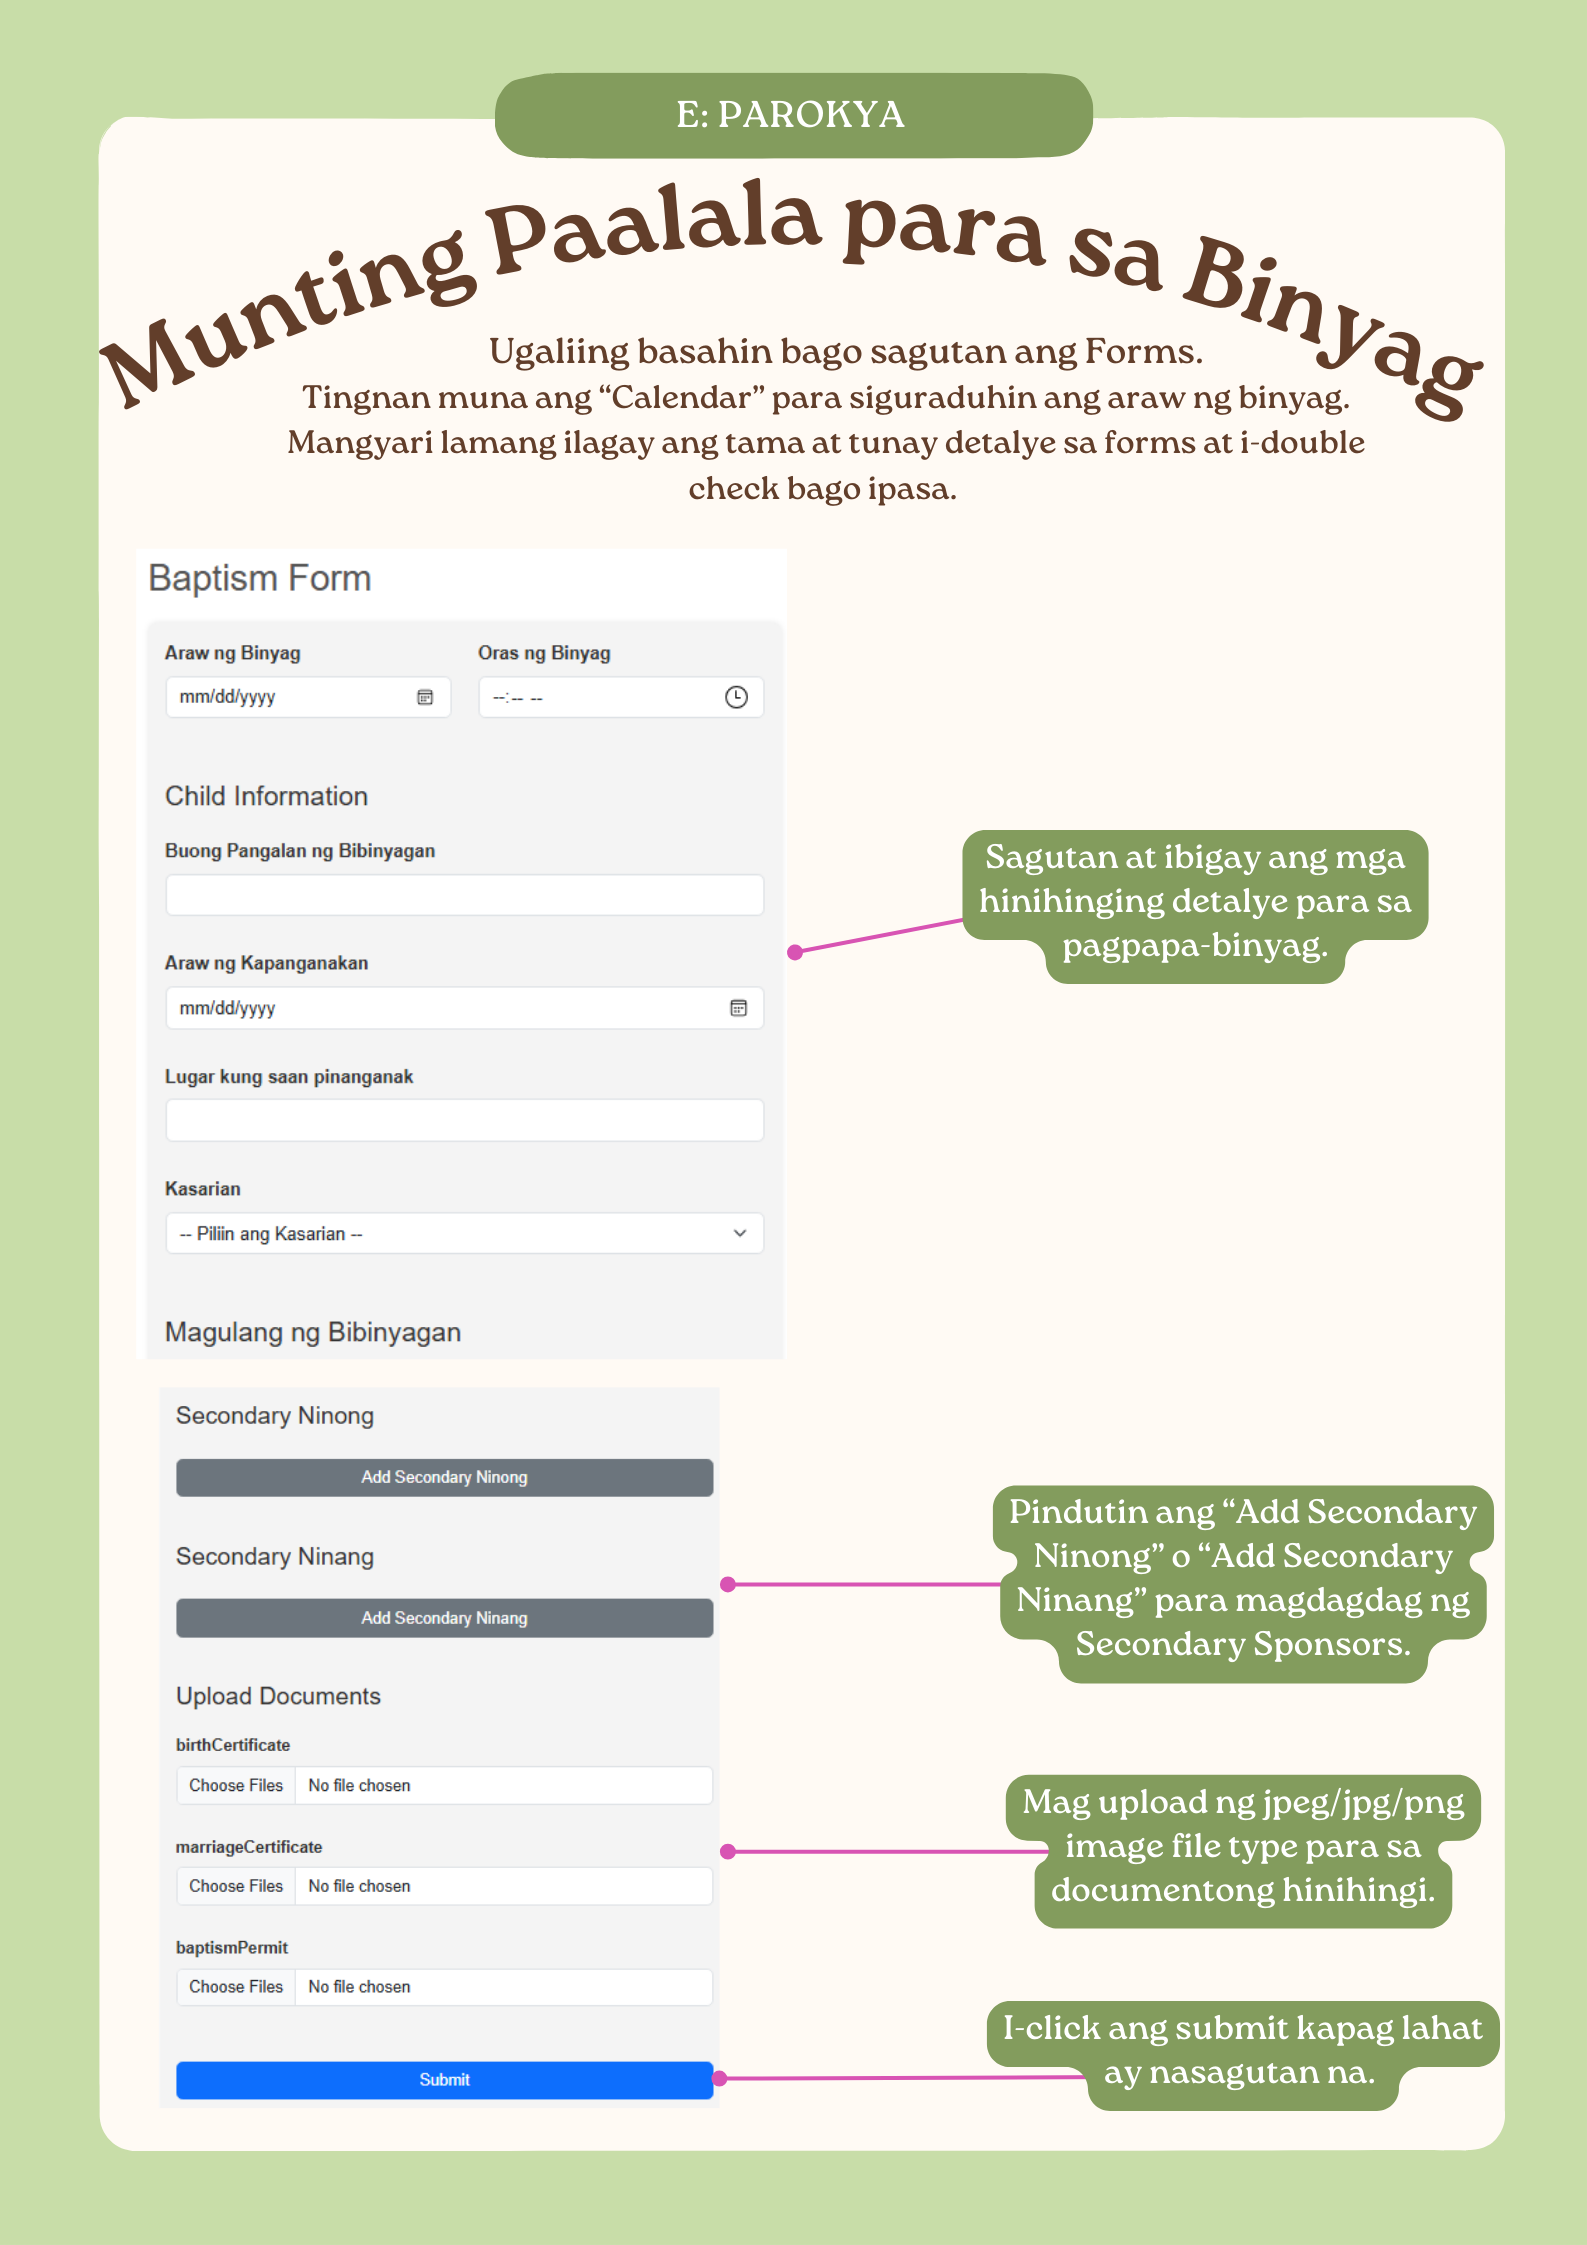 E: PAROKYA
Munting Paalala para sa Binyag
Ugaliing basahin bago sagutan ang Forms.
Tingnan muna ang “Calendar” para siguraduhin ang araw ng binyag.
Mangyari lamang ilagay ang tama at tunay detalye sa forms at i-double
check bago ipasa.
Baptism Form
Araw ng Binyag
Oras ng Binyag
mm/dd/yyyy
--:-- --
Child Information
Buong Pangalan ng Bibinyagan
Araw ng Kapanganakan
mm/dd/yyyy
Lugar kung saan pinanganak
Kasarian
-- Piliin ang Kasarian --
Magulang ng Bibinyagan
Sagutan at ibigay ang mga
hinihinging detalye para sa
pagpapa-binyag.
Secondary Ninong
Add Secondary Ninong
Secondary Ninang
Add Secondary Ninang
Pindutin ang “Add Secondary
Ninong” o “Add Secondary
Ninang” para magdagdag ng
Secondary Sponsors.
Upload Documents
birthCertificate
Choose Files No file chosen
marriageCertificate
Choose Files No file chosen
baptismPermit
Choose Files No file chosen
Mag upload ng jpeg/jpg/png
image file type para sa
documentong hinihingi.
Submit
I-click ang submit kapag lahat
ay nasagutan na.